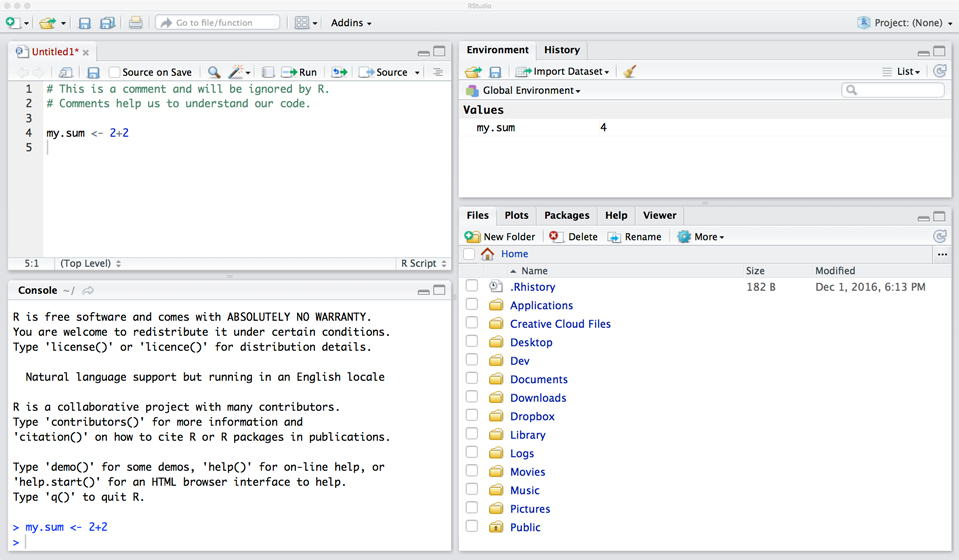 RStudio
Go to file/function
Addins
Project: (None)
Untitled1*
Source on Save
Run
Source
1 # This is a comment and will be ignored by R.
2 # Comments help us to understand our code.
3
4 my.sum <- 2+2
5
5:1 (Top Level) R Script
Console ~/
R is free software and comes with ABSOLUTELY NO WARRANTY.
You are welcome to redistribute it under certain conditions.
Type 'license()' or 'licence()' for distribution details.
Natural language support but running in an English locale
R is a collaborative project with many contributors.
Type 'contributors()' for more information and
'citation()' on how to cite R or R packages in publications.
Type 'demo()' for some demos, 'help()' for on-line help, or
'help.start()' for an HTML browser interface to help.
Type 'q()' to quit R.
> my.sum <- 2+2
>
Environment History
Import Dataset List
Global Environment
Values
my.sum 4
Files Plots Packages Help Viewer
New Folder Delete Rename More
Home ...
Name Size Modified
.Rhistory 182 B Dec 1, 2016, 6:13 PM
Applications
Creative Cloud Files
Desktop
Dev
Documents
Downloads
Dropbox
Library
Logs
Movies
Music
Pictures
Public